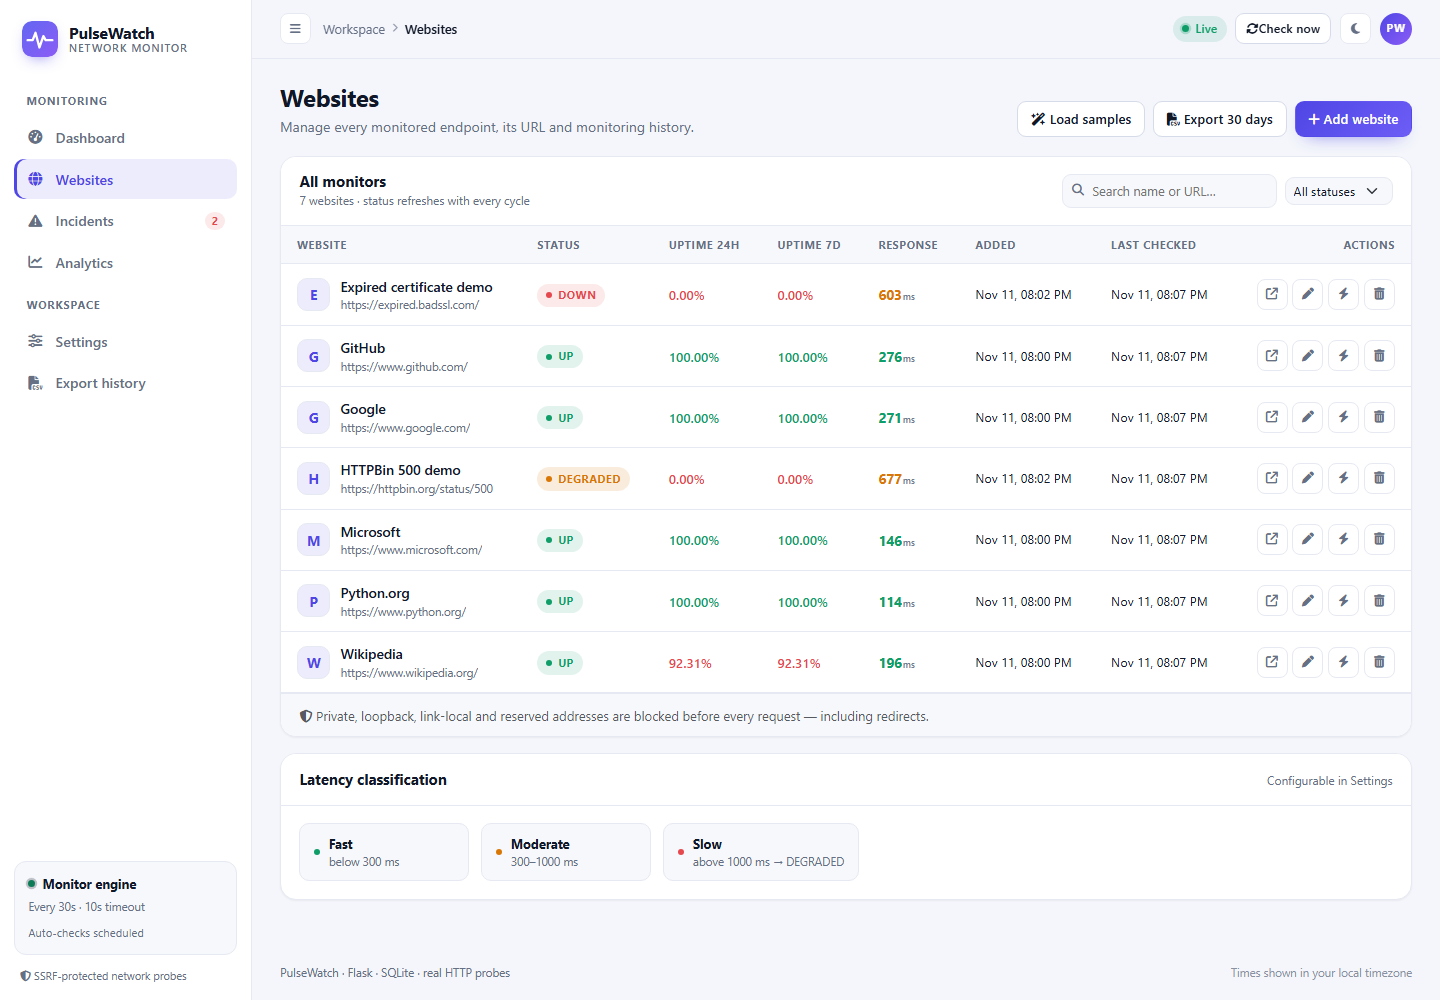 PulseWatch
NETWORK MONITOR
MONITORING
Dashboard
Websites
Incidents 2
Analytics
WORKSPACE
Settings
Export history
Monitor engine
Every 30s · 10s timeout
Auto-checks scheduled
SSRF-protected network probes
Workspace > Websites
Live
Check now
PW
Websites
Manage every monitored endpoint, its URL and monitoring history.
Load samples
Export 30 days
+ Add website
All monitors
7 websites · status refreshes with every cycle
Search name or URL...
All statuses
WEBSITE STATUS UPTIME 24H UPTIME 7D RESPONSE ADDED LAST CHECKED ACTIONS
E Expired certificate demo
https://expired.badssl.com/
DOWN 0.00% 0.00% 603ms Nov 11, 08:02 PM Nov 11, 08:07 PM
G GitHub
https://www.github.com/
UP 100.00% 100.00% 276ms Nov 11, 08:00 PM Nov 11, 08:07 PM
G Google
https://www.google.com/
UP 100.00% 100.00% 271ms Nov 11, 08:00 PM Nov 11, 08:07 PM
H HTTPBin 500 demo
https://httpbin.org/status/500
DEGRADED 0.00% 0.00% 677ms Nov 11, 08:02 PM Nov 11, 08:07 PM
M Microsoft
https://www.microsoft.com/
UP 100.00% 100.00% 146ms Nov 11, 08:00 PM Nov 11, 08:07 PM
P Python.org
https://www.python.org/
UP 100.00% 100.00% 114ms Nov 11, 08:00 PM Nov 11, 08:07 PM
W Wikipedia
https://www.wikipedia.org/
UP 92.31% 92.31% 196ms Nov 11, 08:00 PM Nov 11, 08:07 PM
Private, loopback, link-local and reserved addresses are blocked before every request — including redirects.
Latency classification
Configurable in Settings
Fast
below 300 ms
Moderate
300–1000 ms
Slow
above 1000 ms → DEGRADED
PulseWatch · Flask · SQLite · real HTTP probes
Times shown in your local timezone